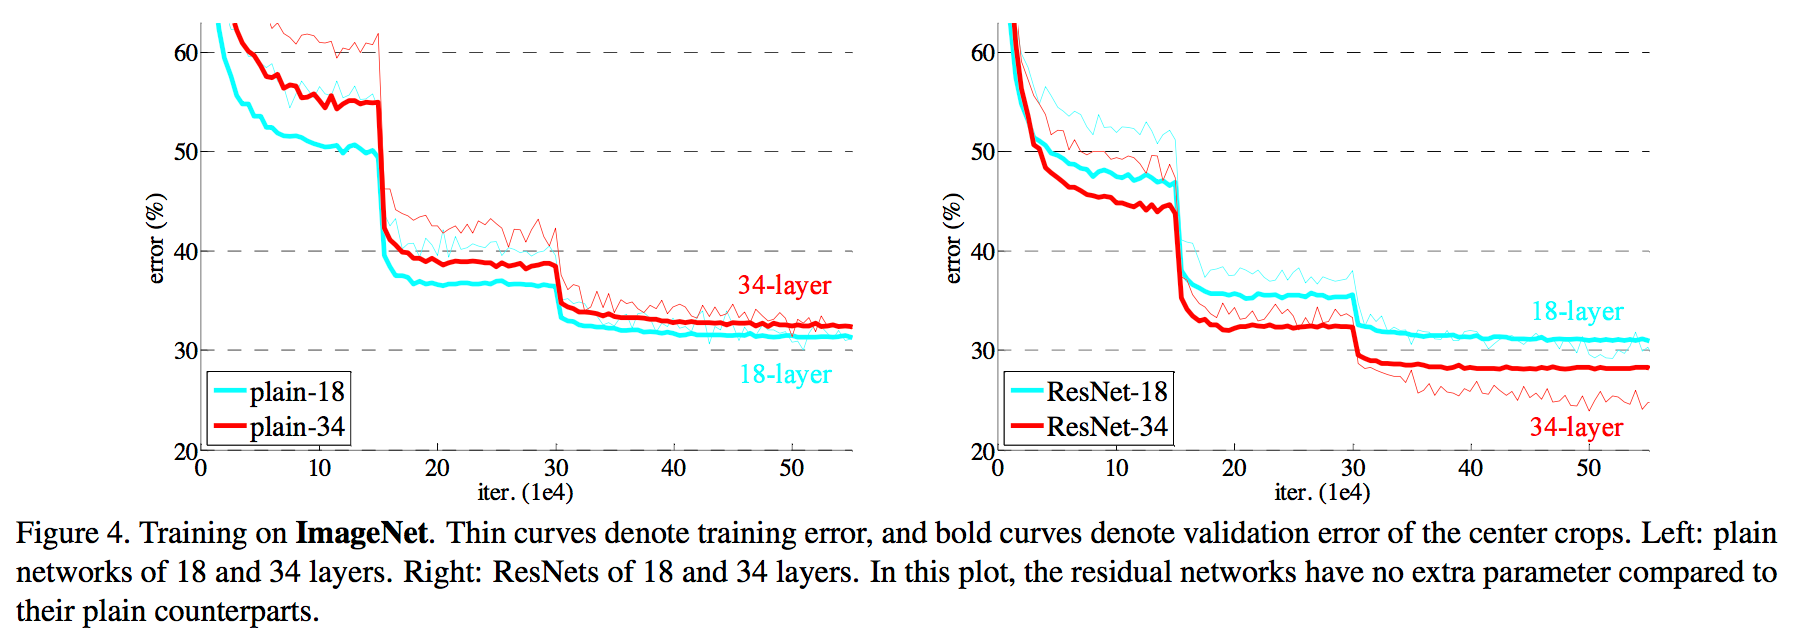 60
50
40
30
20
error (%)
0 10 20 30 40 50
iter. (1e4)
34-layer
18-layer
plain-18
plain-34
60
50
40
30
20
error (%)
0 10 20 30 40 50
iter. (1e4)
18-layer
34-layer
ResNet-18
ResNet-34
Figure 4. Training on ImageNet. Thin curves denote training error, and bold curves denote validation error of the center crops. Left: plain
networks of 18 and 34 layers. Right: ResNets of 18 and 34 layers. In this plot, the residual networks have no extra parameter compared to
their plain counterparts.